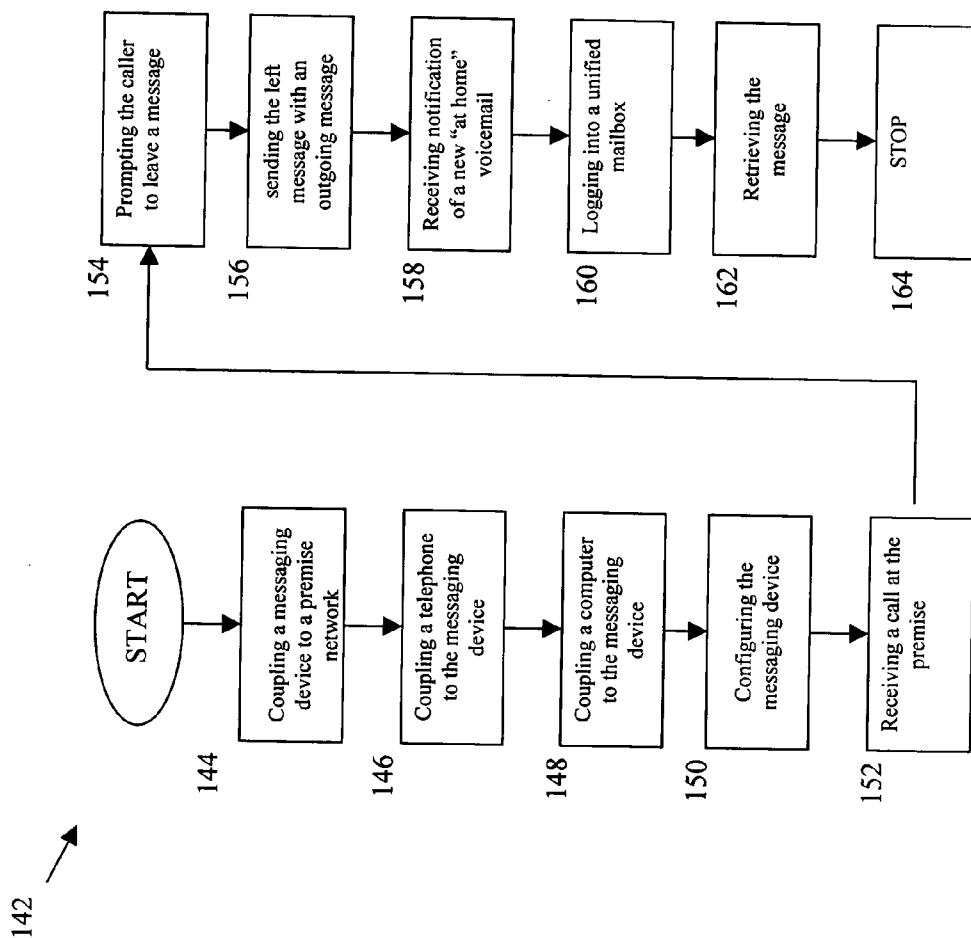 142
START
144
Coupling a messaging
device to a premise
network
146
Coupling a telephone
to the messaging
device
148
Coupling a computer
to the messaging
device
150
Configuring the
messaging device
152
Receiving a call at the
premise
154
Prompting the caller
to leave a message
156
sending the left
message with an
outgoing message
158
Receiving notification
of a new “at home”
voicemail
160
Logging into a unified
mailbox
162
Retrieving the
message
164
STOP